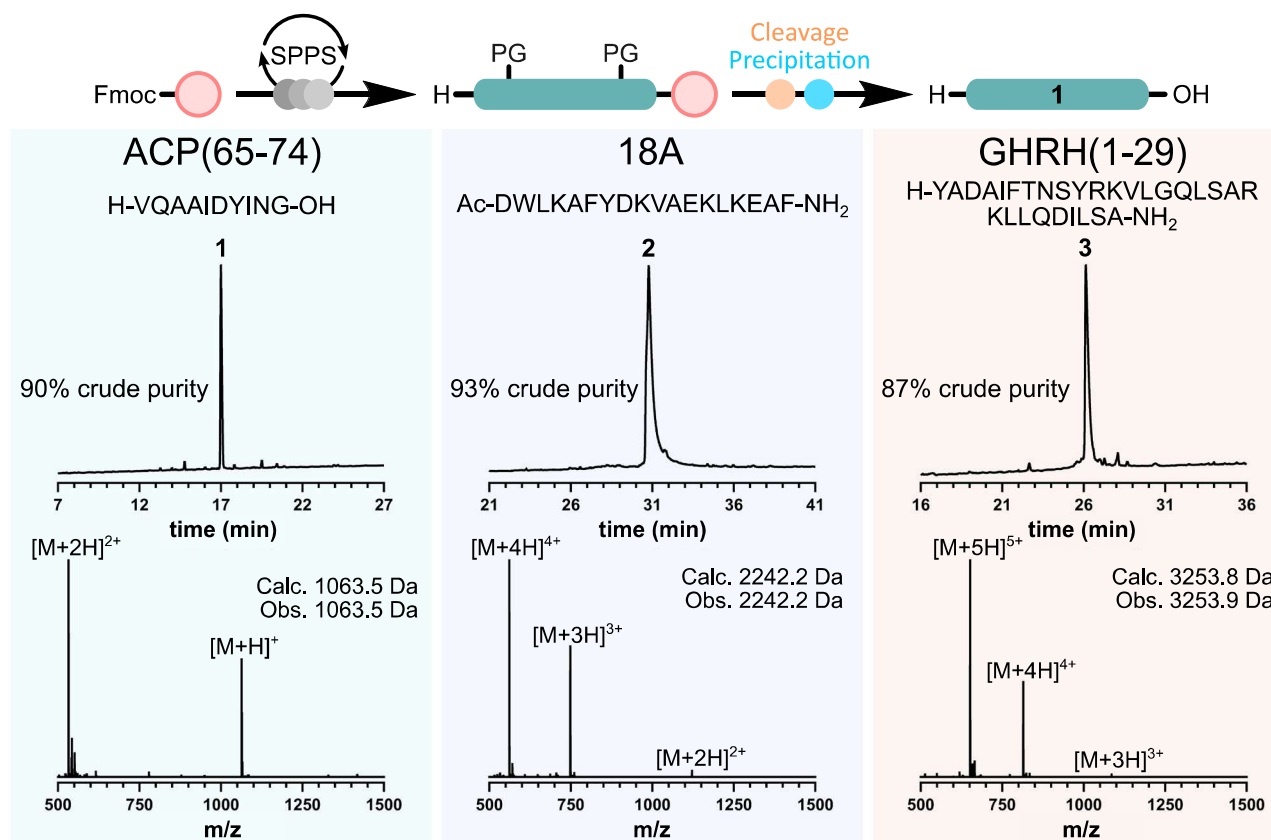 SPPS
Cleavage
Precipitation
PG
PG
Fmoc
H
H
1
OH
ACP(65-74)
H-VQAAIDYING-OH
1
90% crude purity
7 12 17 22 27
time (min)
[M+2H]2+
Calc. 1063.5 Da
Obs. 1063.5 Da
[M+H]+
500 750 1000 1250 1500
m/z
18A
Ac-DWLKAFYDKVAEKLKEAF-NH2
2
93% crude purity
21 26 31 36 41
time (min)
[M+4H]4+
Calc. 2242.2 Da
Obs. 2242.2 Da
[M+3H]3+
[M+2H]2+
500 750 1000 1250 1500
m/z
GHRH(1-29)
H-YADAIFTNSYRKVLGQLSAR
KLLQDILSA-NH2
3
87% crude purity
16 21 26 31 36
time (min)
[M+5H]5+
Calc. 3253.8 Da
Obs. 3253.9 Da
[M+4H]4+
[M+3H]3+
500 750 1000 1250 1500
m/z